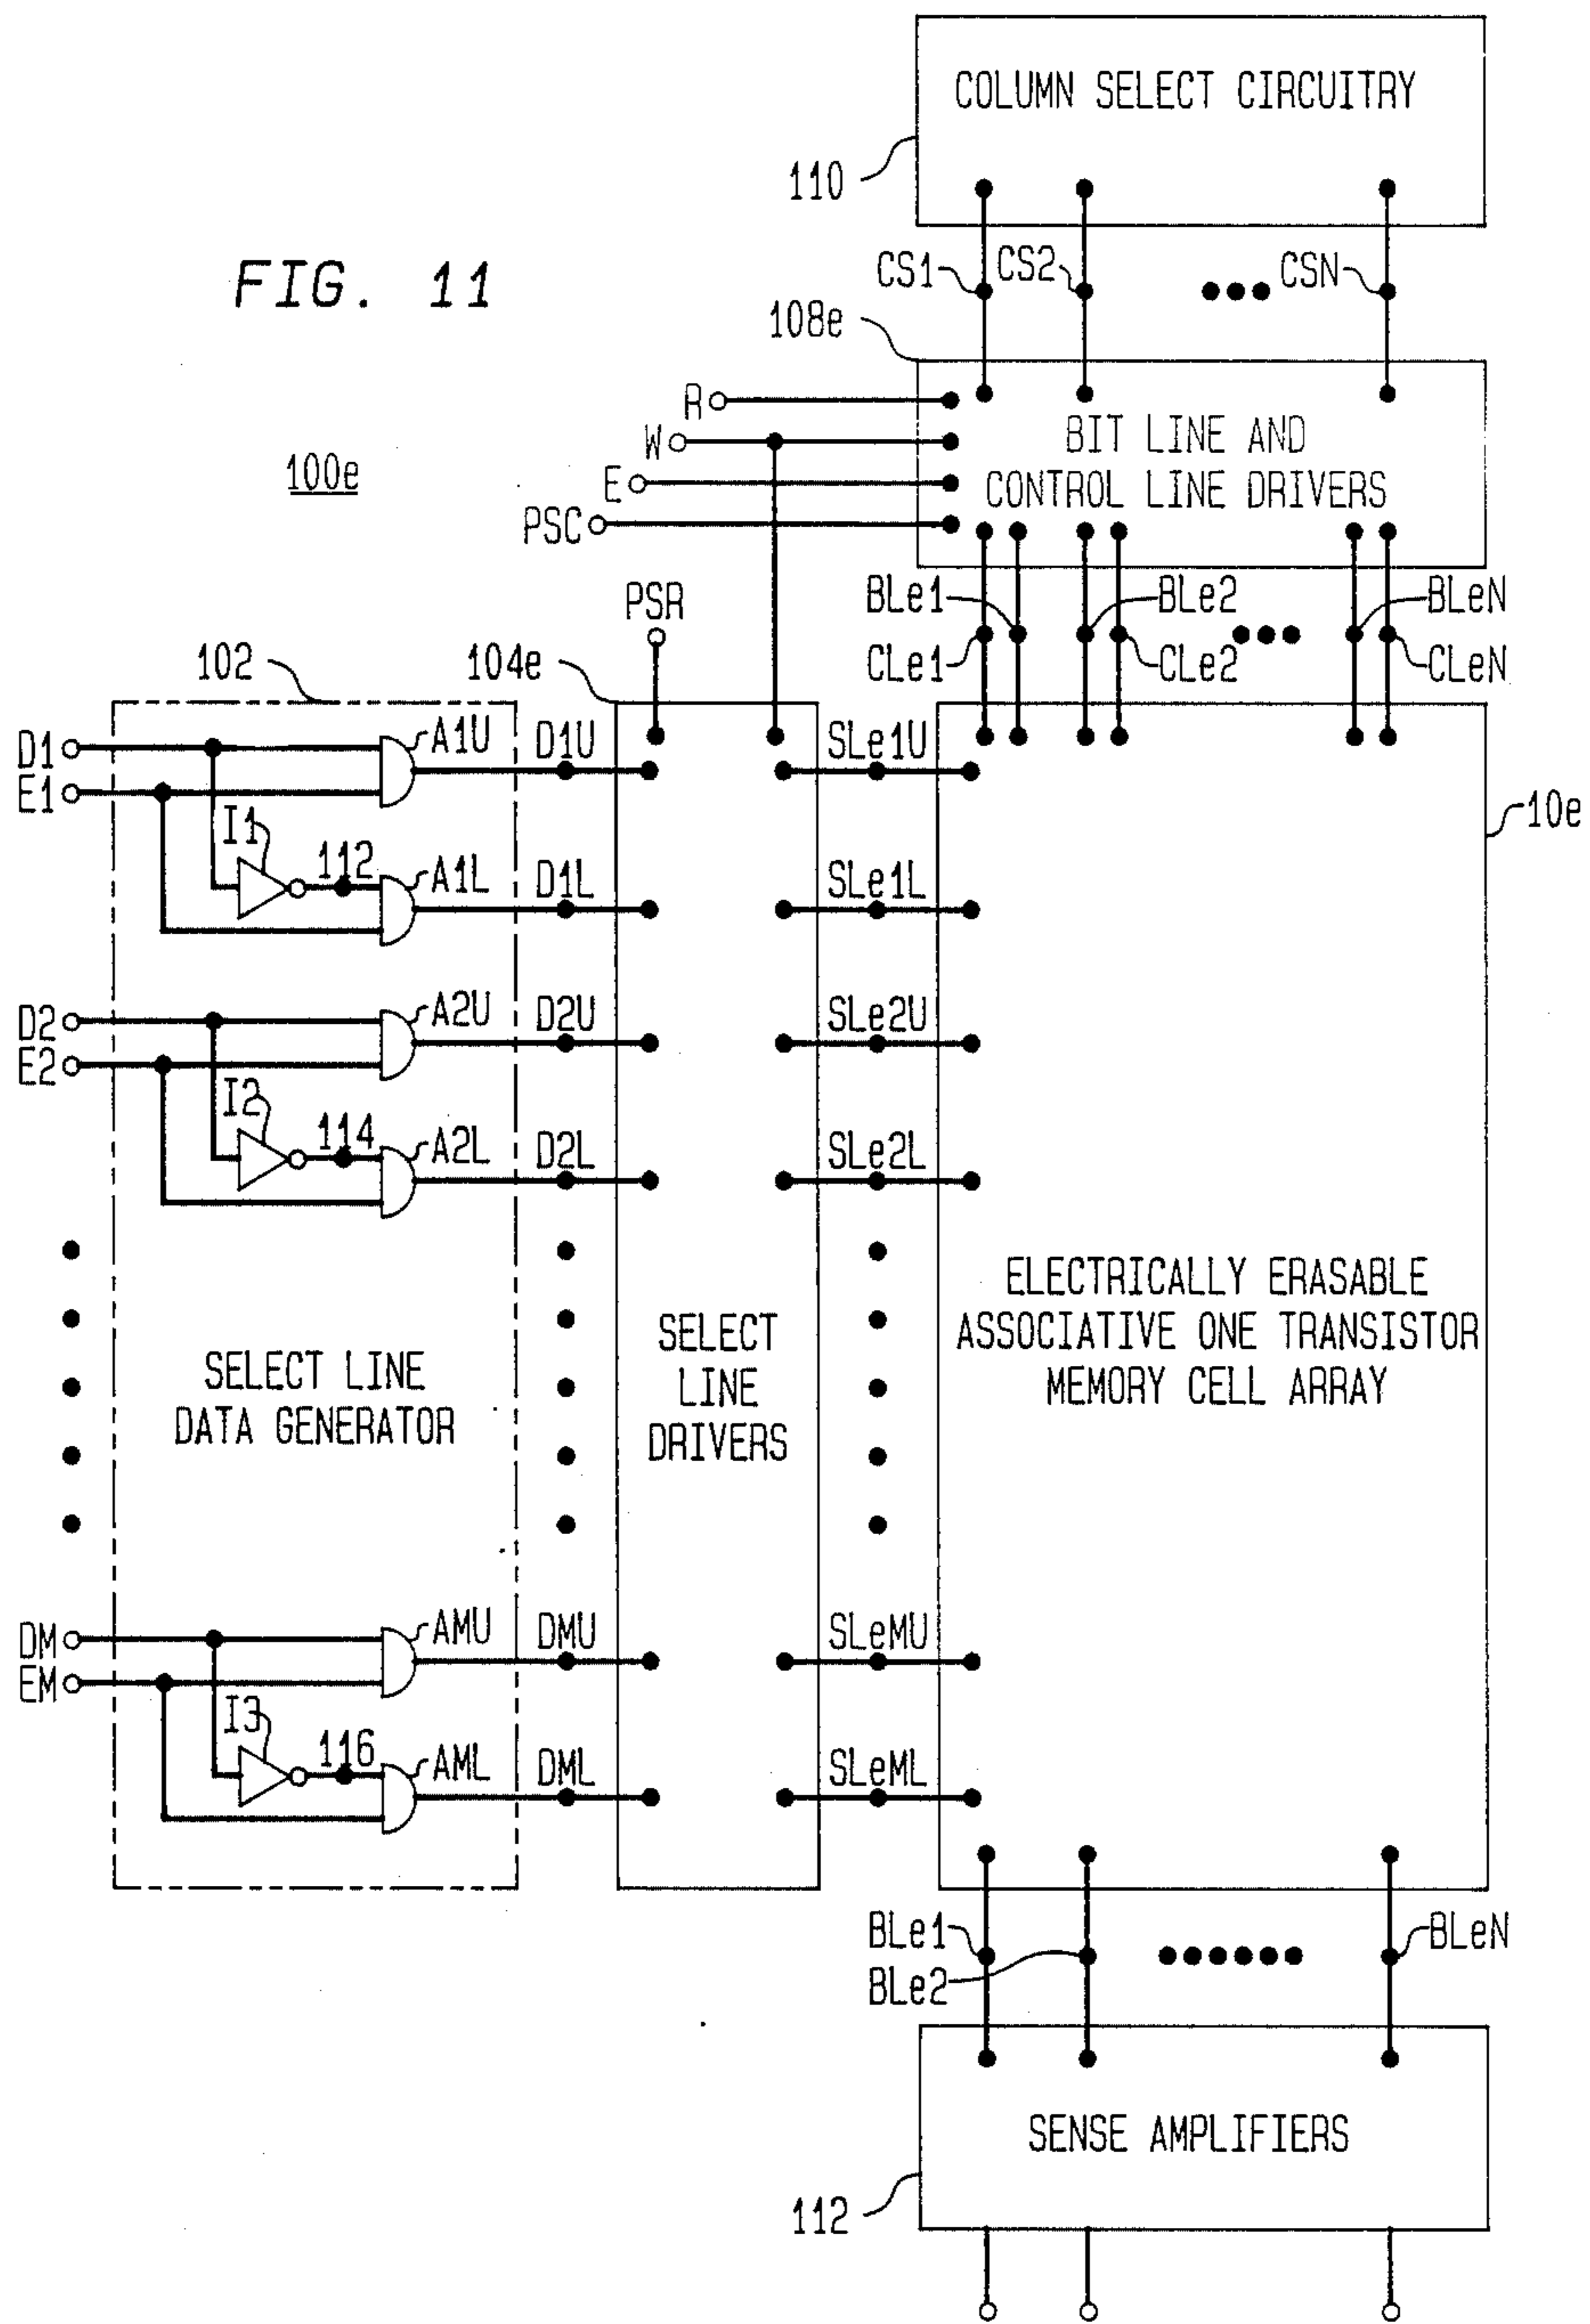 COLUMN SELECT CIRCUITRY
110
FIG. 11
CS1
CS2
CSN
108e
R
W
E
PSC
BIT LINE AND
CONTROL LINE DRIVERS
100e
PSR
BLe1
BLe2
BLeN
CLe1
CLe2
CLeN
102
104e
D1
E1
A1U
D1U
SLe1U
10e
I1
112
A1L
D1L
SLe1L
D2
E2
A2U
D2U
SLe2U
I2
114
A2L
D2L
SLe2L
SELECT LINE
DATA GENERATOR
SELECT
LINE
DRIVERS
ELECTRICALLY ERASABLE
ASSOCIATIVE ONE TRANSISTOR
MEMORY CELL ARRAY
DM
EM
AMU
DMU
SLeMU
I3
116
AML
DML
SLeML
BLe1
BLe2
BLeN
SENSE AMPLIFIERS
112